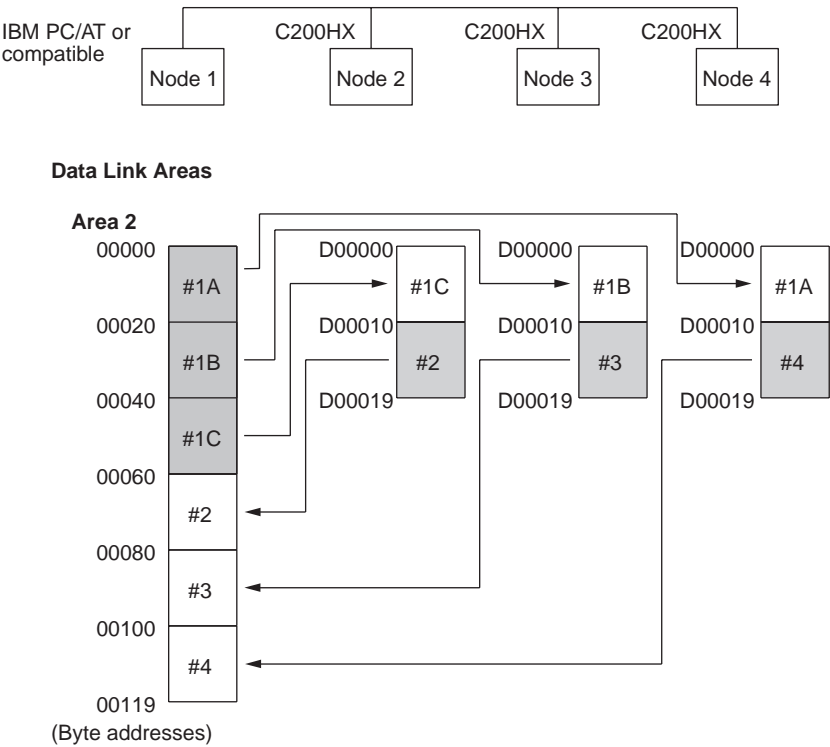 IBM PC/AT or
compatible
C200HX
C200HX
C200HX
Node 1
Node 2
Node 3
Node 4
Data Link Areas
Area 2
00000
D00000
D00000
D00000
#1A
#1C
#1B
#1A
00020
D00010
D00010
D00010
#1B
#2
#3
#4
00040
D00019
D00019
D00019
#1C
00060
#2
00080
#3
00100
#4
00119
(Byte addresses)